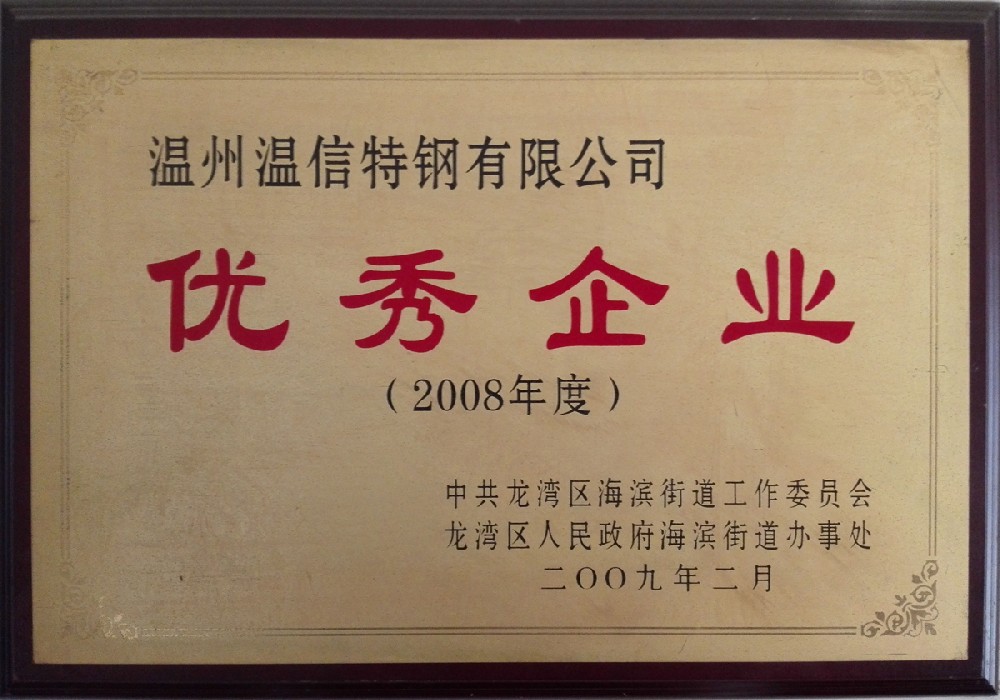 温州温信特钢有限公司
优秀企业
（2008年度）
中共龙湾区海滨街道工作委员会
龙湾区人民政府海滨街道办事处
二〇〇九年二月